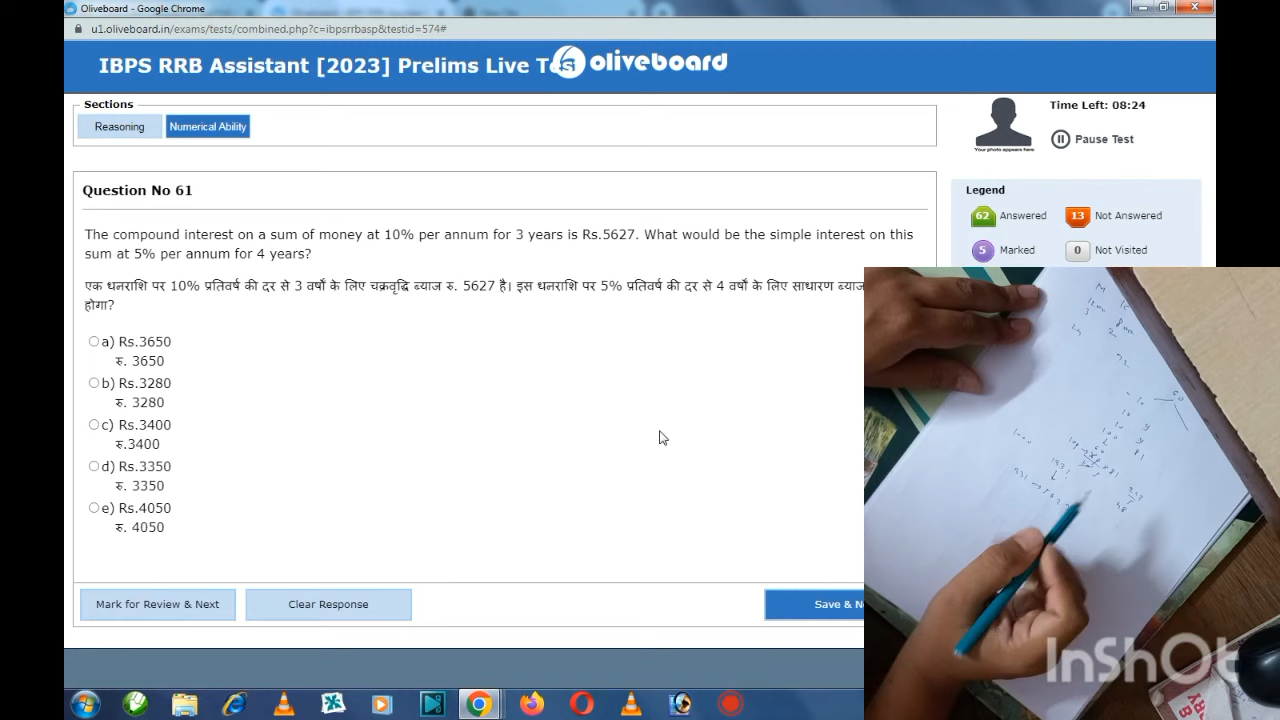 Oliveboard - Google Chrome
u1.oliveboard.in/exams/tests/combined.php?c=ibpsrrbasp&testid=574#
IBPS RRB Assistant [2023] Prelims Live
oliveboard
Sections
Reasoning
Numerical Ability
Time Left: 08:24
Your photo appears here
Pause Test
Question No 61
Legend
62 Answered
13 Not Answered
5 Marked
0 Not Visited
The compound interest on a sum of money at 10% per annum for 3 years is Rs.5627. What would be the simple interest on this
sum at 5% per annum for 4 years?
एक धनराशि पर 10% प्रतिवर्ष की दर से 3 वर्षों के लिए चक्रवृद्धि ब्याज रु. 5627 है। इस धनराशि पर 5% प्रतिवर्ष की दर से 4 वर्षों के लिए साधारण ब्याज
होगा?
a) Rs.3650
रु. 3650
b) Rs.3280
रु. 3280
c) Rs.3400
रु.3400
d) Rs.3350
रु. 3350
e) Rs.4050
रु. 4050
Mark for Review & Next
Clear Response
Save & N
1000
1331
331
InShOt